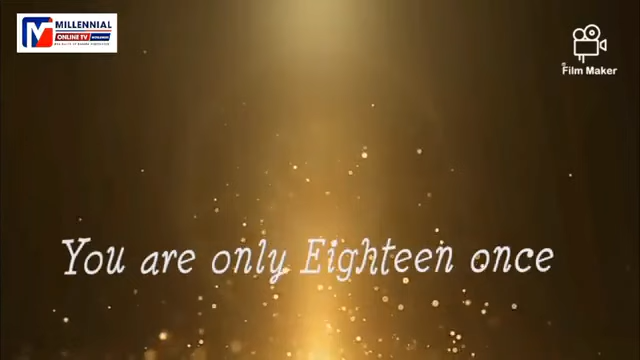 MILLENNIAL
ONLINE TV
Film Maker
You are only Eighteen once